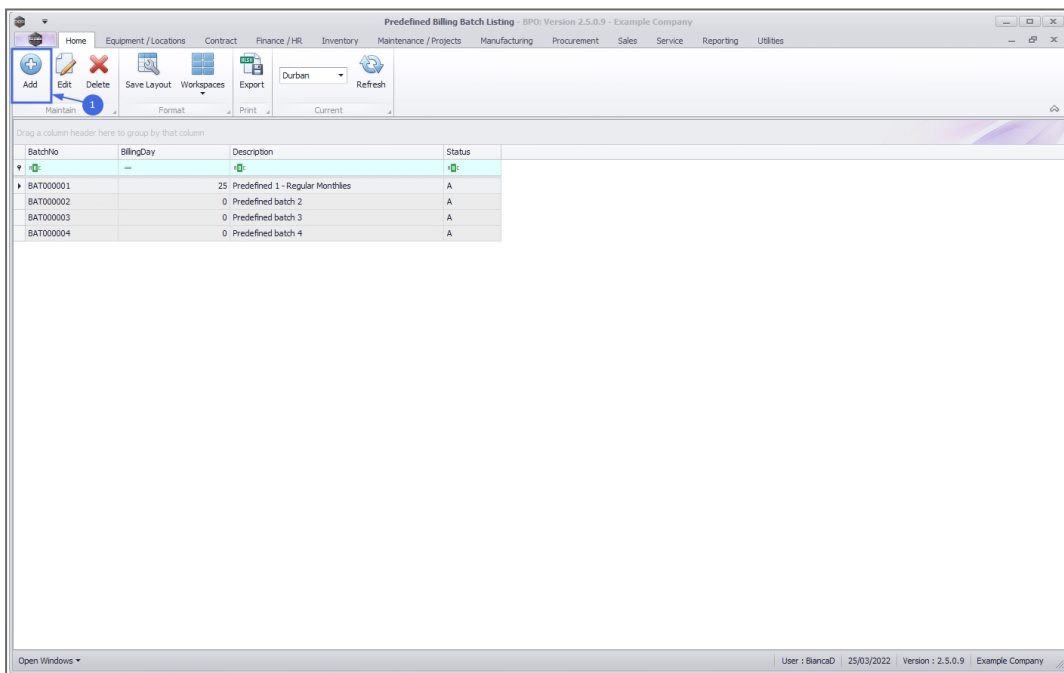 Predefined Billing Batch Listing - BPO: Version 2.5.0.9 - Example Company
Home Equipment / Locations Contract Finance / HR Inventory Maintenance / Projects Manufacturing Procurement Sales Service Reporting Utilities
Add Edit Delete Save Layout Workspaces Export Durban Refresh
1
Maintain Format Print Current
Drag a column header here to group by that column
BatchNo BillingDay Description Status
BAT000001 25 Predefined 1 - Regular Monthlies A
BAT000002 0 Predefined batch 2 A
BAT000003 0 Predefined batch 3 A
BAT000004 0 Predefined batch 4 A
Open Windows User : BiancaD 25/03/2022 Version : 2.5.0.9 Example Company